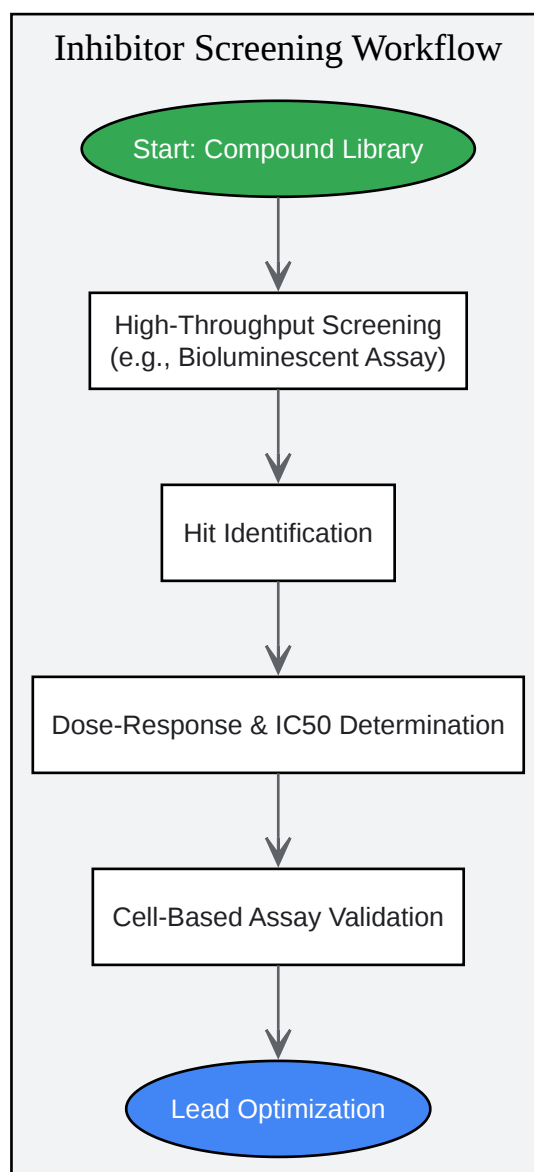 Inhibitor Screening Workflow
Start: Compound Library
High-Throughput Screening
(e.g., Bioluminescent Assay)
Hit Identification
Dose-Response & IC50 Determination
Cell-Based Assay Validation
Lead Optimization